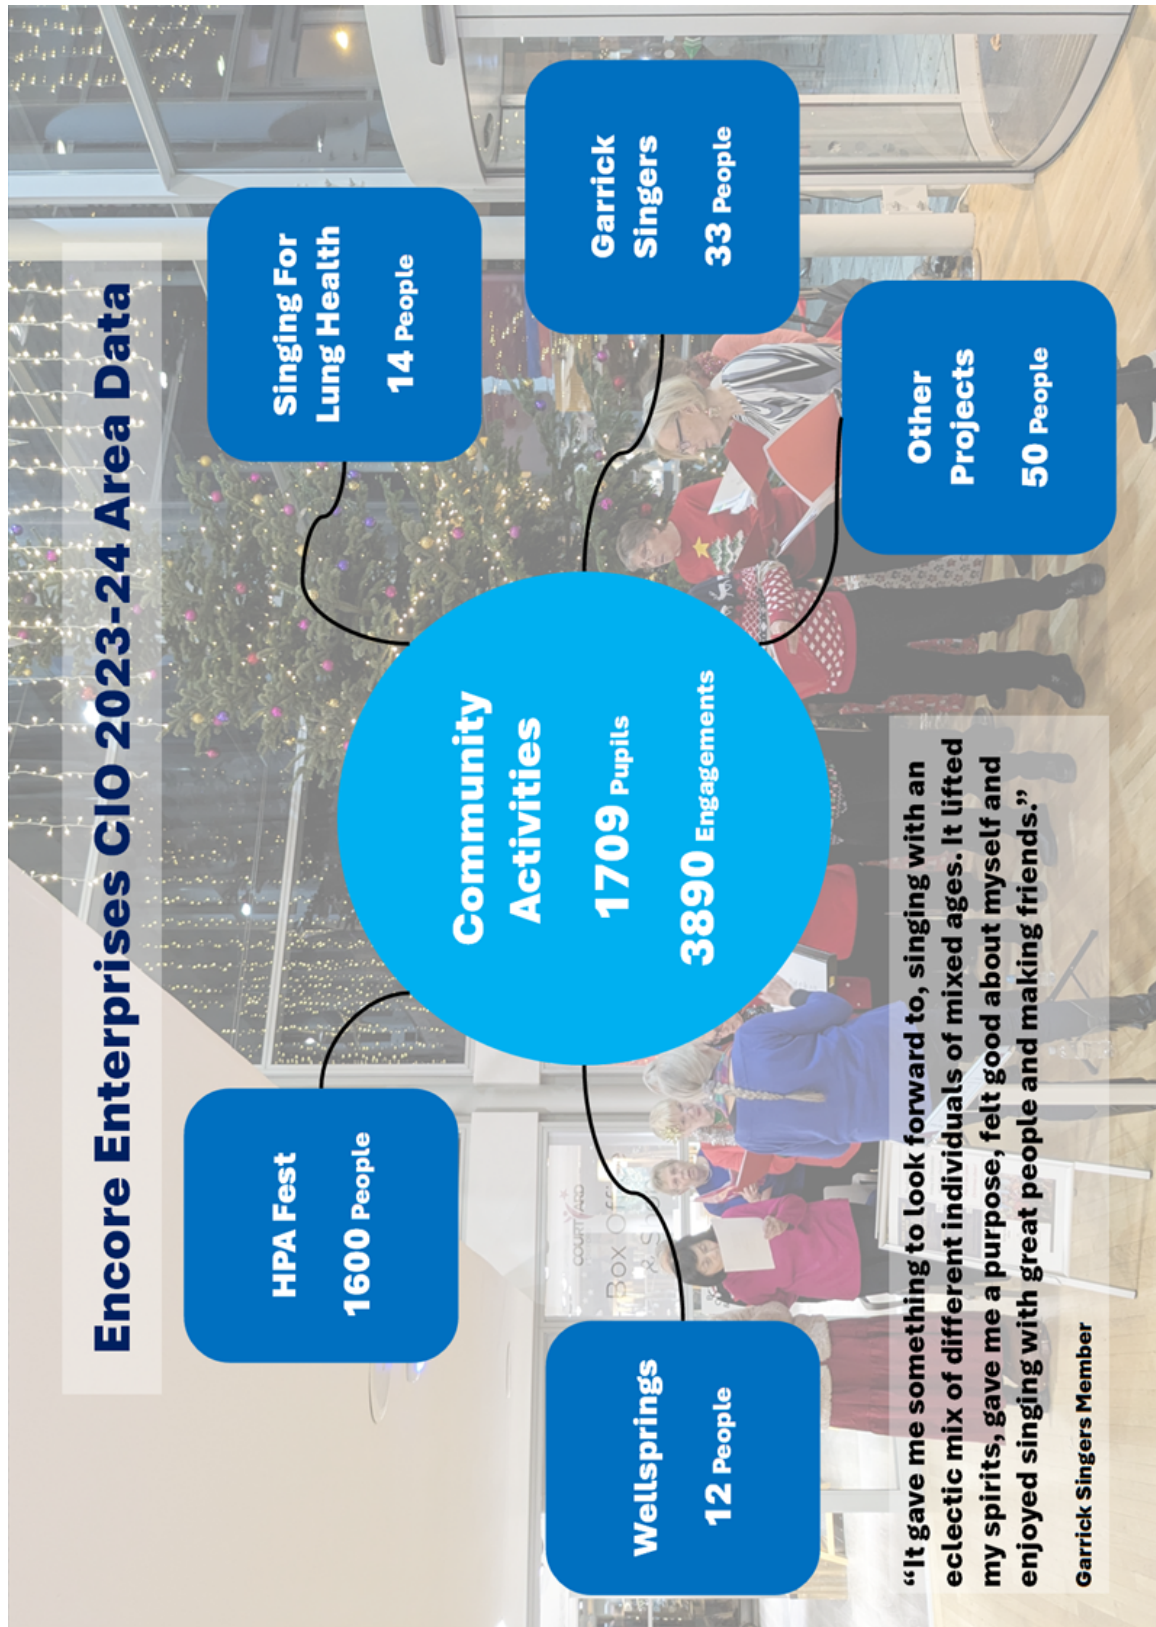 Encore Enterprises CIO 2023-24 Area Data
HPA Fest
1600 People
Singing For
Lung Health
14 People
Community
Activities
1709 Pupils
3890 Engagements
Wellsprings
12 People
Garrick
Singers
33 People
Other
Projects
50 People
COURTYARD
“It gave me something to look forward to, singing with an
eclectic mix of different individuals of mixed ages. It lifted
my spirits, gave me a purpose, felt good about myself and
enjoyed singing with great people and making friends.”
Garrick Singers Member